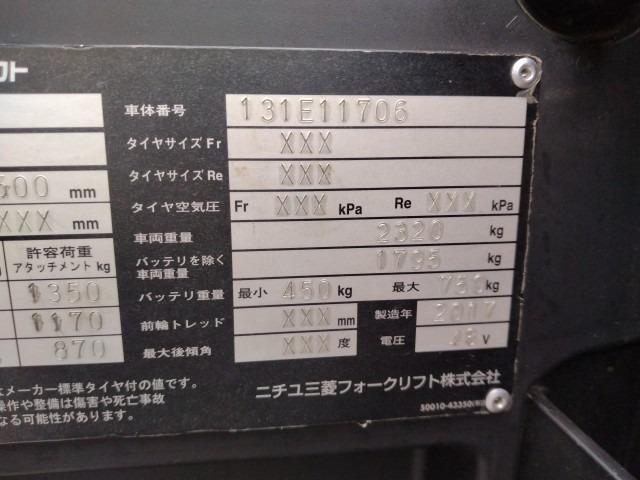 フト
車体番号 131E11706
タイヤサイズ Fr XXX
タイヤサイズ Re XXX
500 mm タイヤ空気圧 Fr XXX kPa Re XXX kPa
XXX mm 車両重量 2320 kg
許容荷重 アタッチメント kg バッテリを除く 車両重量 1795 kg
1350 バッテリ重量 最小 450 kg 最大 kg
1170 前輪トレッド XXX mm 製造年 2017
870 最大後傾角 XXX 度 電圧 48 V
メーカー標準タイヤ付の値です。
操作や整備は傷害や死亡事故
なる可能性があります。
ニチユ三菱フォークリフト株式会社